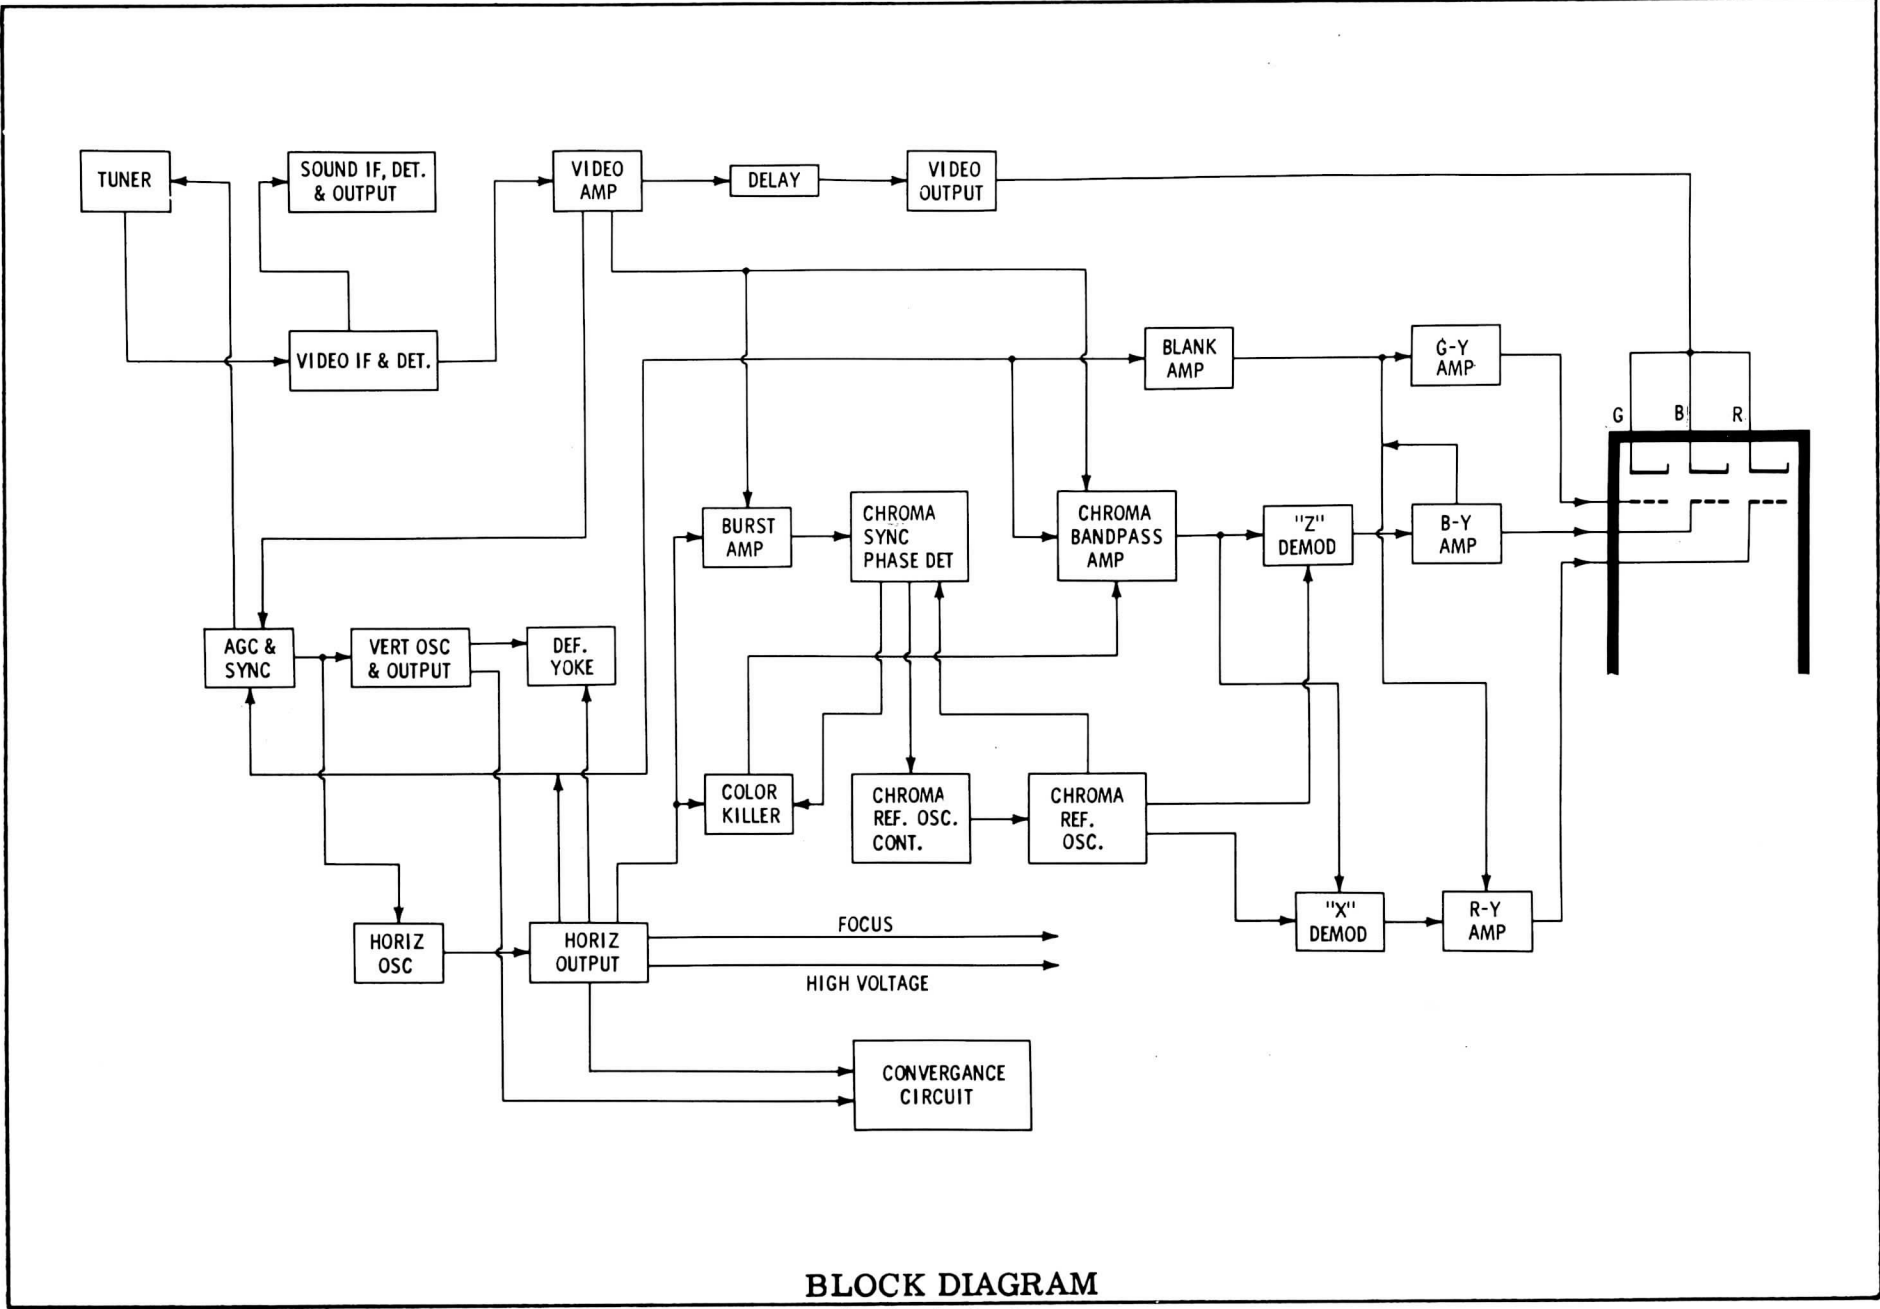 TUNER
SOUND IF, DET.
& OUTPUT
VIDEO
AMP
DELAY
VIDEO
OUTPUT
VIDEO IF & DET.
BLANK
AMP
G-Y
AMP
G
B
R
BURST
AMP
CHROMA
SYNC
PHASE DET
CHROMA
BANDPASS
AMP
"Z"
DEMOD
B-Y
AMP
AGC &
SYNC
VERT OSC
& OUTPUT
DEF.
YOKE
COLOR
KILLER
CHROMA
REF. OSC.
CONT.
CHROMA
REF.
OSC.
"X"
DEMOD
R-Y
AMP
HORIZ
OSC
HORIZ
OUTPUT
FOCUS
HIGH VOLTAGE
CONVERGANCE
CIRCUIT
BLOCK DIAGRAM